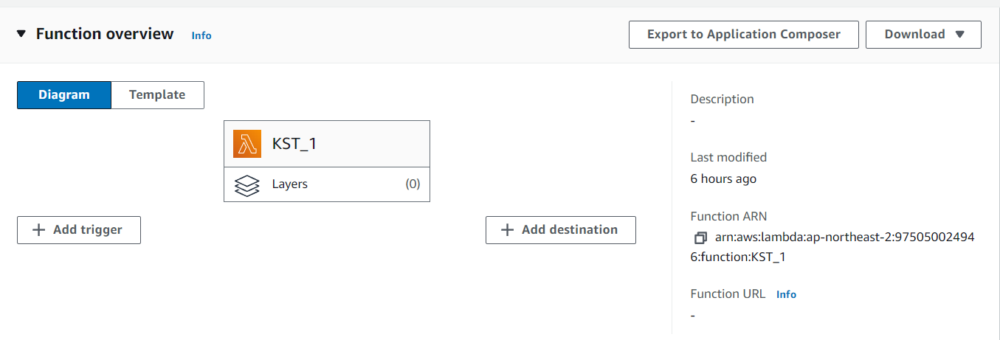 Function overview Info
Export to Application Composer
Download
Diagram
Template
KST_1
Layers (0)
+ Add trigger
+ Add destination
Description
-
Last modified
6 hours ago
Function ARN
arn:aws:lambda:ap-northeast-2:97505002494
6:function:KST_1
Function URL Info
-